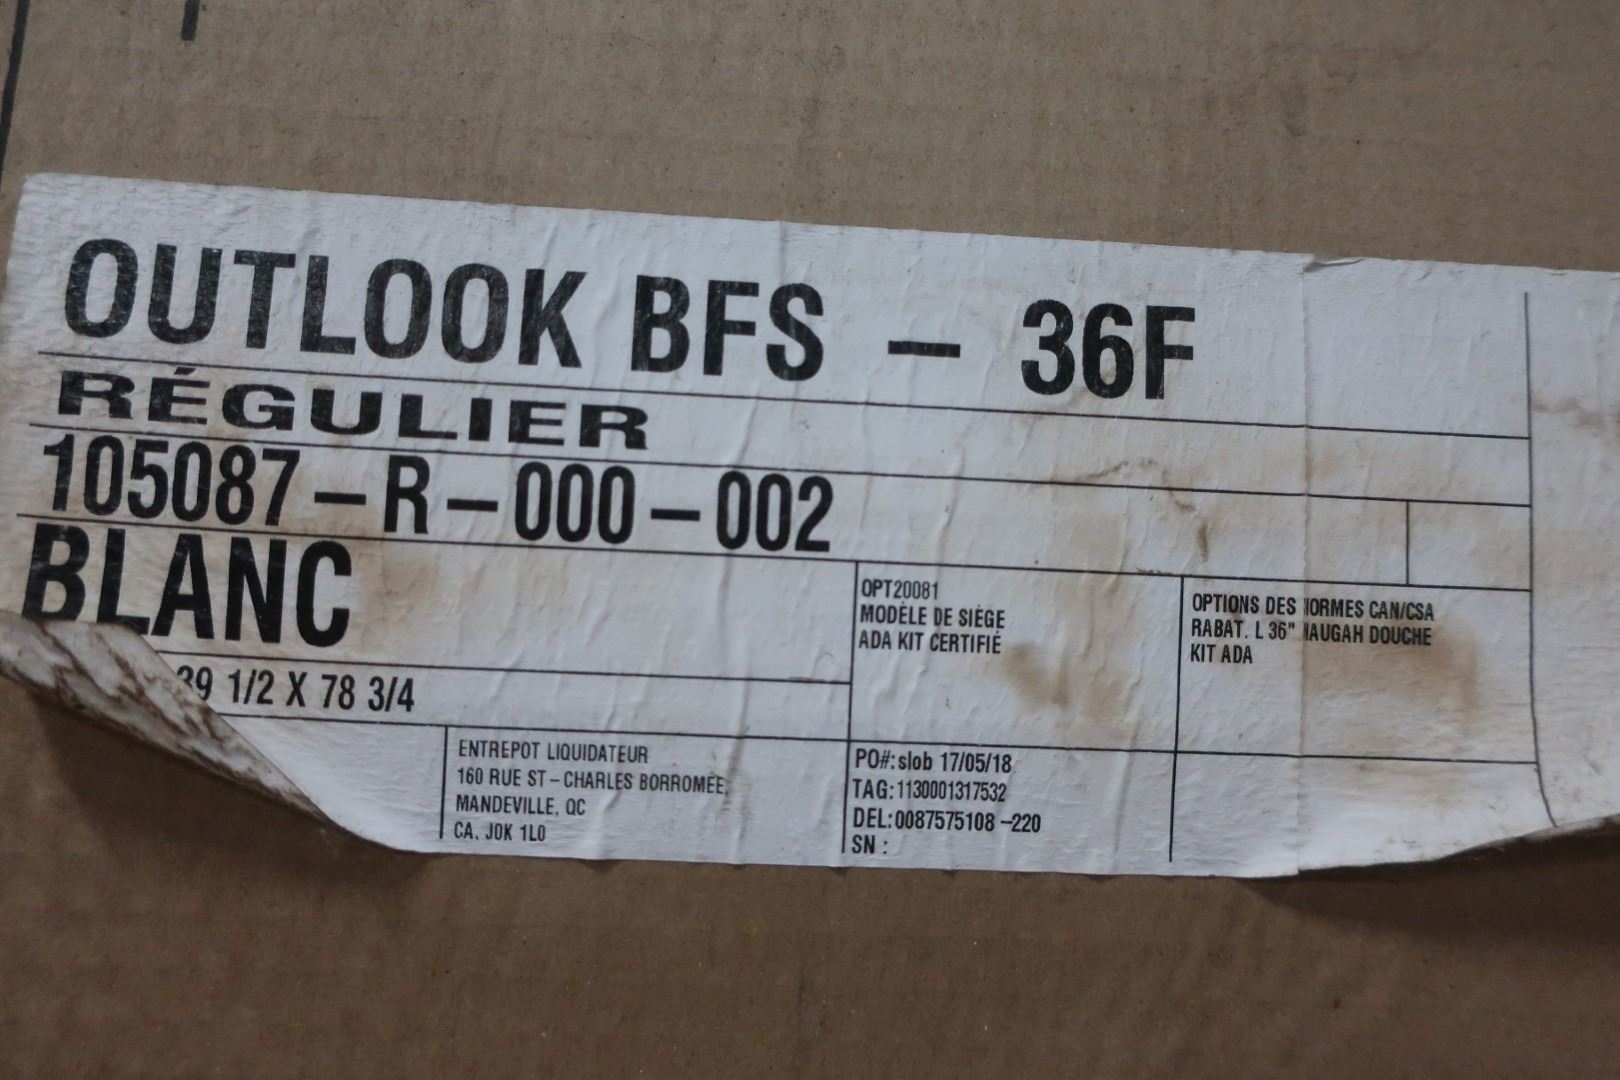 OUTLOOK BFS – 36F
RÉGULIER
105087–R–000–002
BLANC
39 1/2 X 78 3/4
OPT20081
MODÈLE DE SIÈGE
ADA KIT CERTIFIÉ
OPTIONS DES NORMES CAN/CSA
RABAT. L 36" NAUGAH DOUCHE
KIT ADA
ENTREPOT LIQUIDATEUR
160 RUE ST–CHARLES BORROMÉE,
MANDEVILLE, QC
CA, J0K 1L0
PO#: slob 17/05/18
TAG: 1130001317532
DEL: 0087575108 –220
SN :